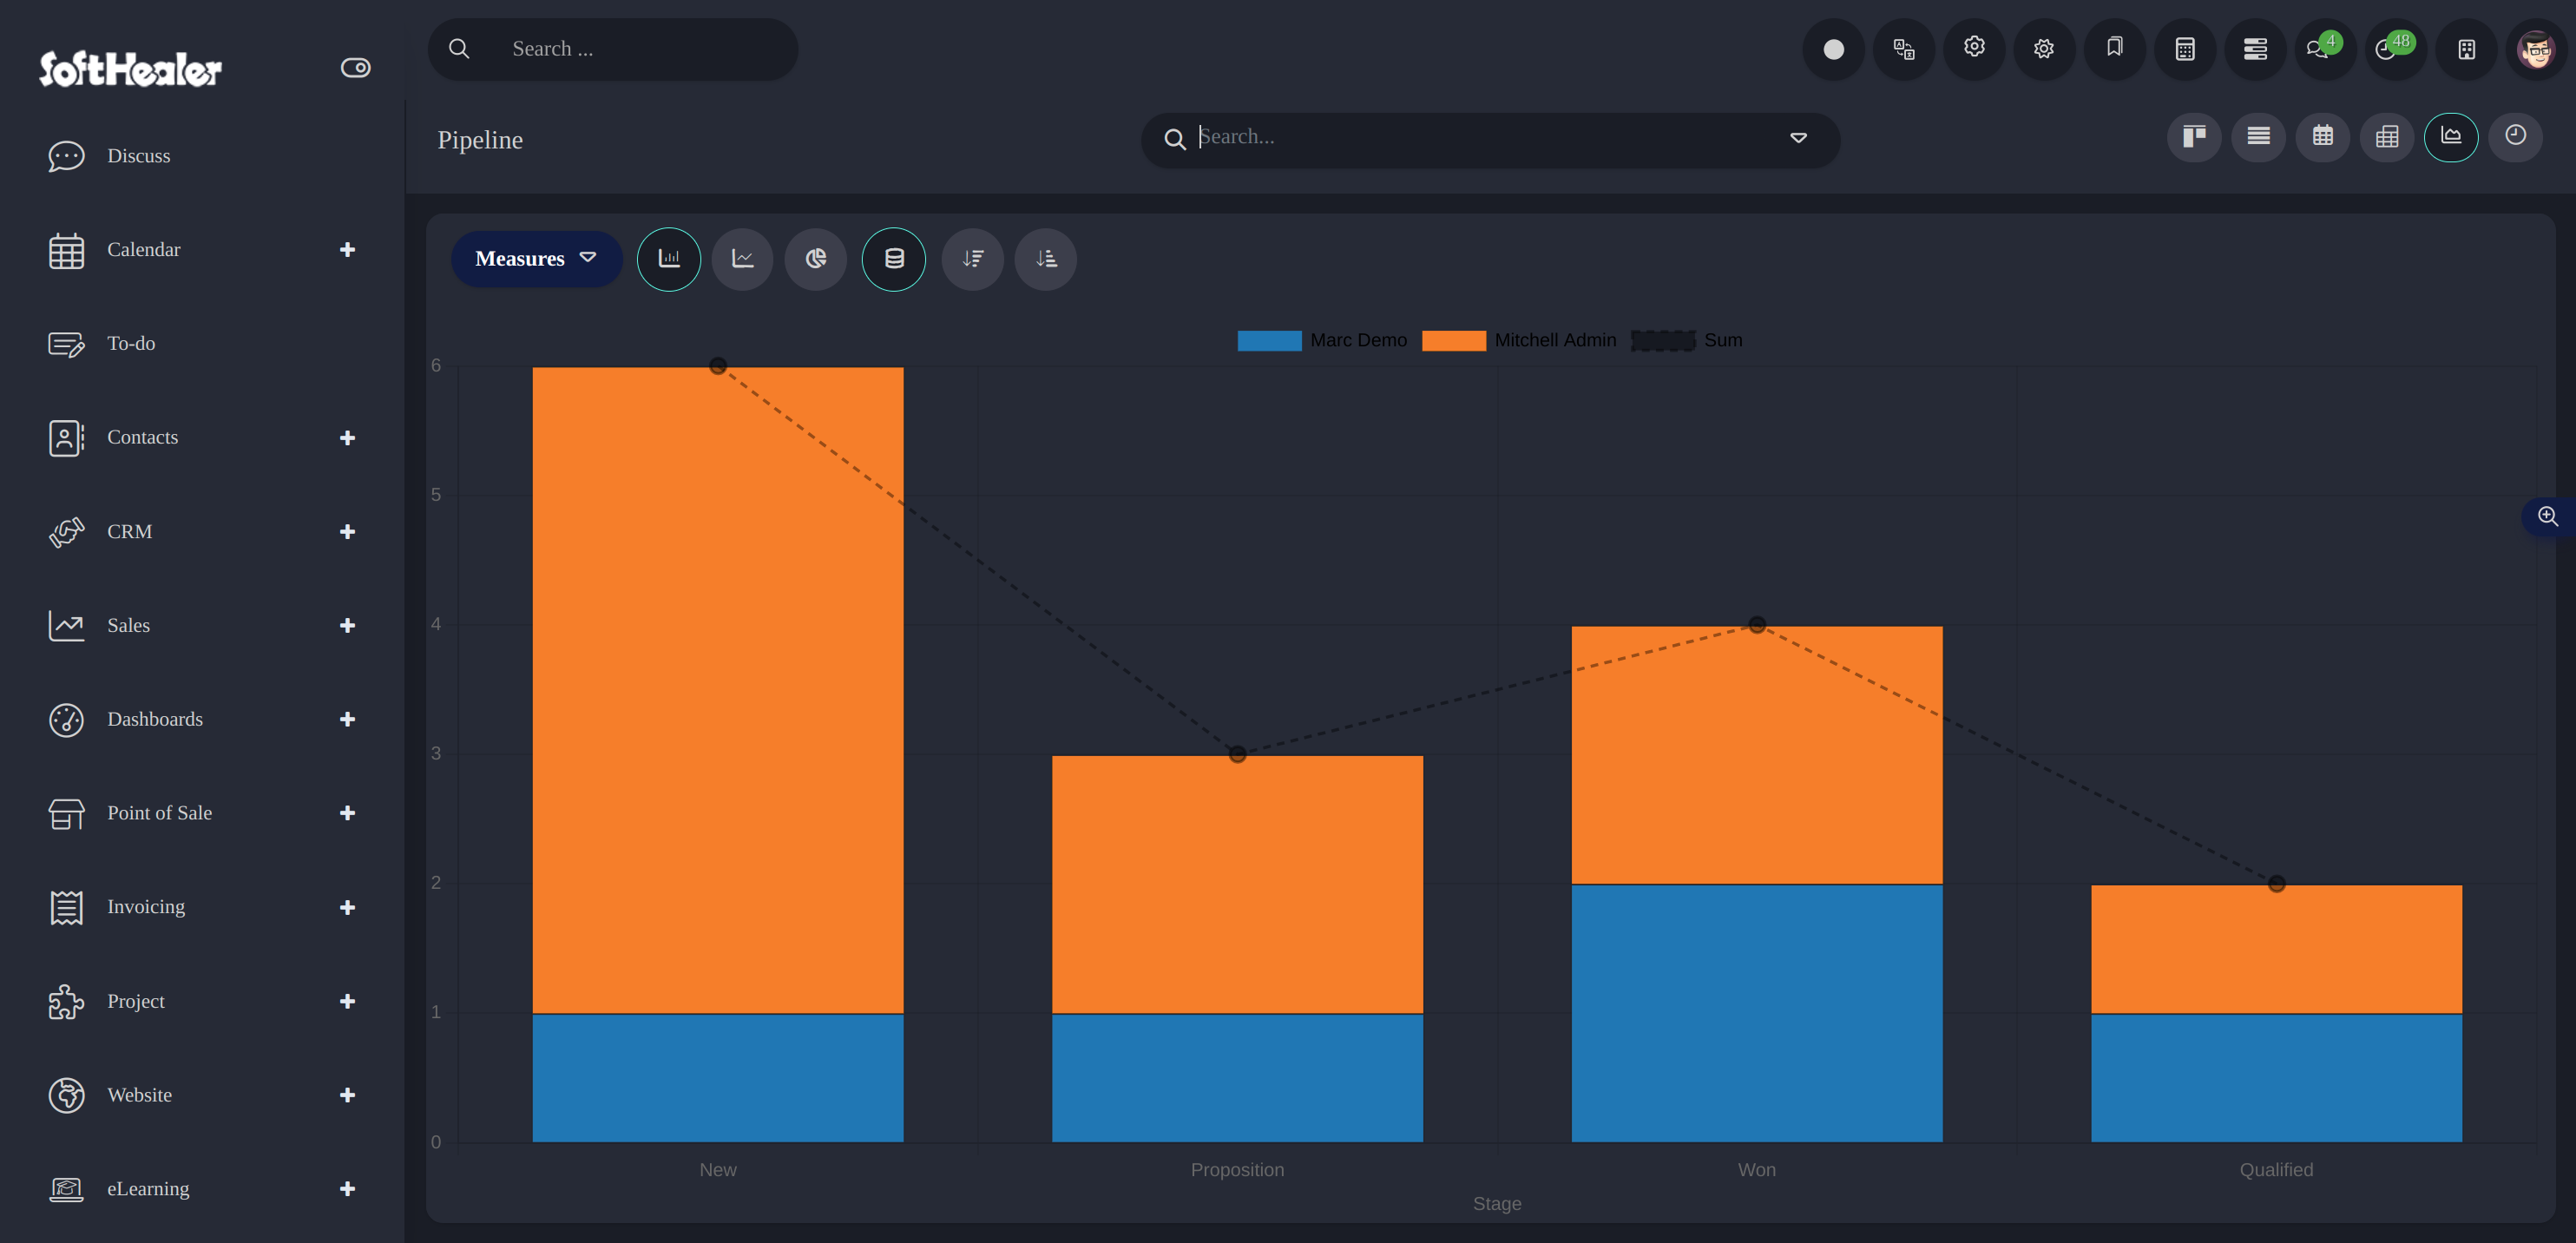 SoftHealer
Search ...
4
48
Pipeline
Search...
Discuss
Calendar
To-do
Contacts
CRM
Sales
Dashboards
Point of Sale
Invoicing
Project
Website
eLearning
Measures
Marc Demo Mitchell Admin Sum
6
5
4
3
2
1
0
New Proposition Won Qualified
Stage